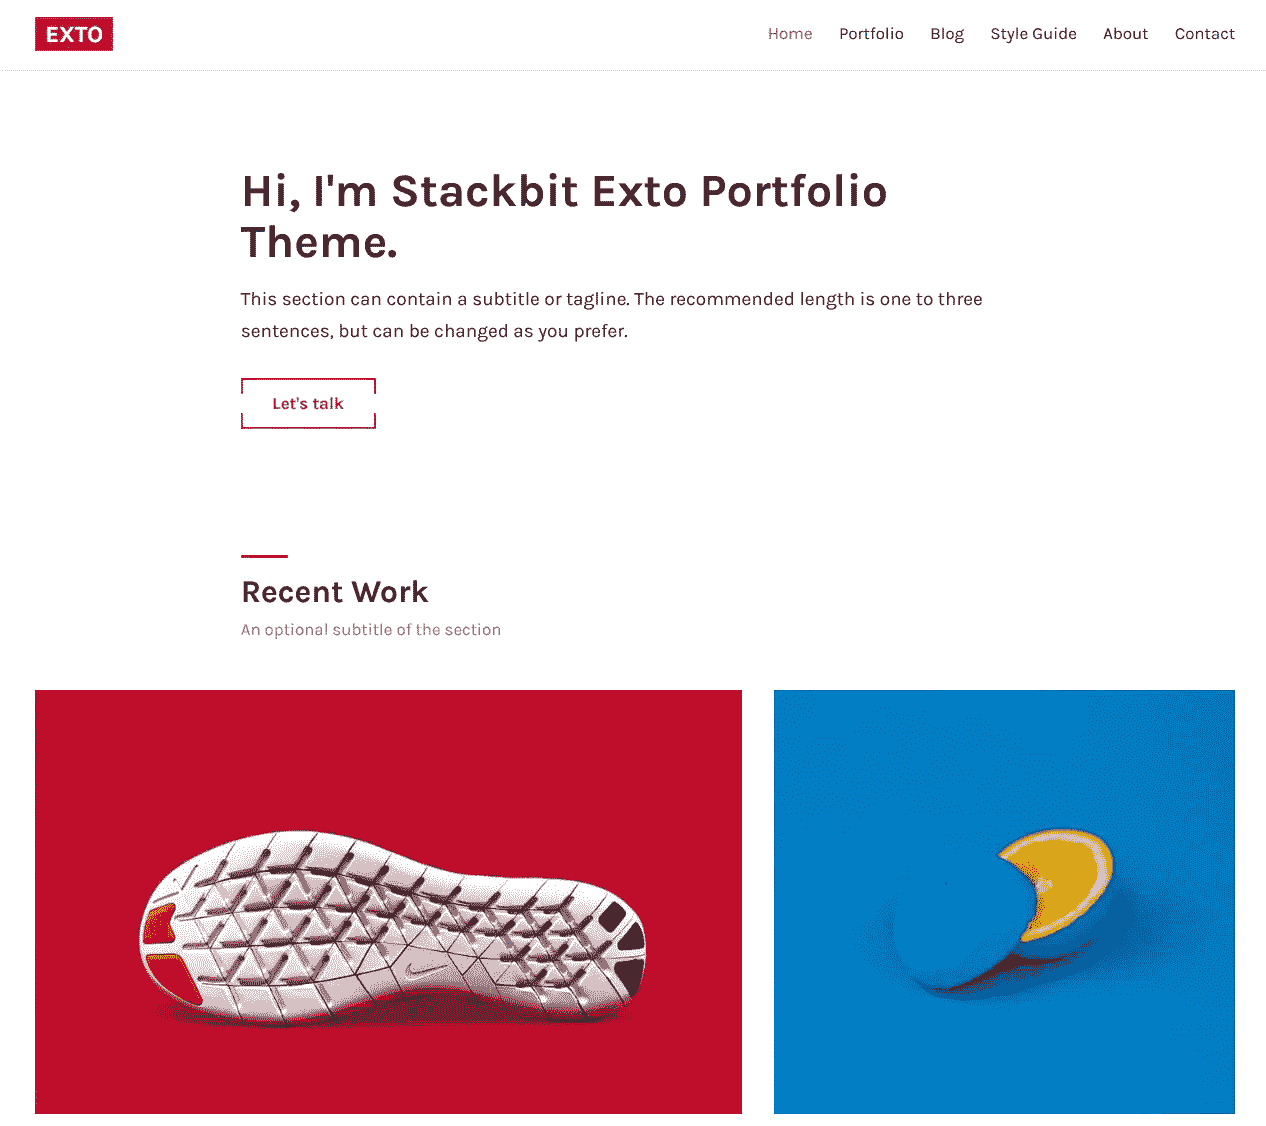 EXTO
Home Portfolio Blog Style Guide About Contact
Hi, I'm Stackbit Exto Portfolio
Theme.
This section can contain a subtitle or tagline. The recommended length is one to three
sentences, but can be changed as you prefer.
Let's talk
Recent Work
An optional subtitle of the section